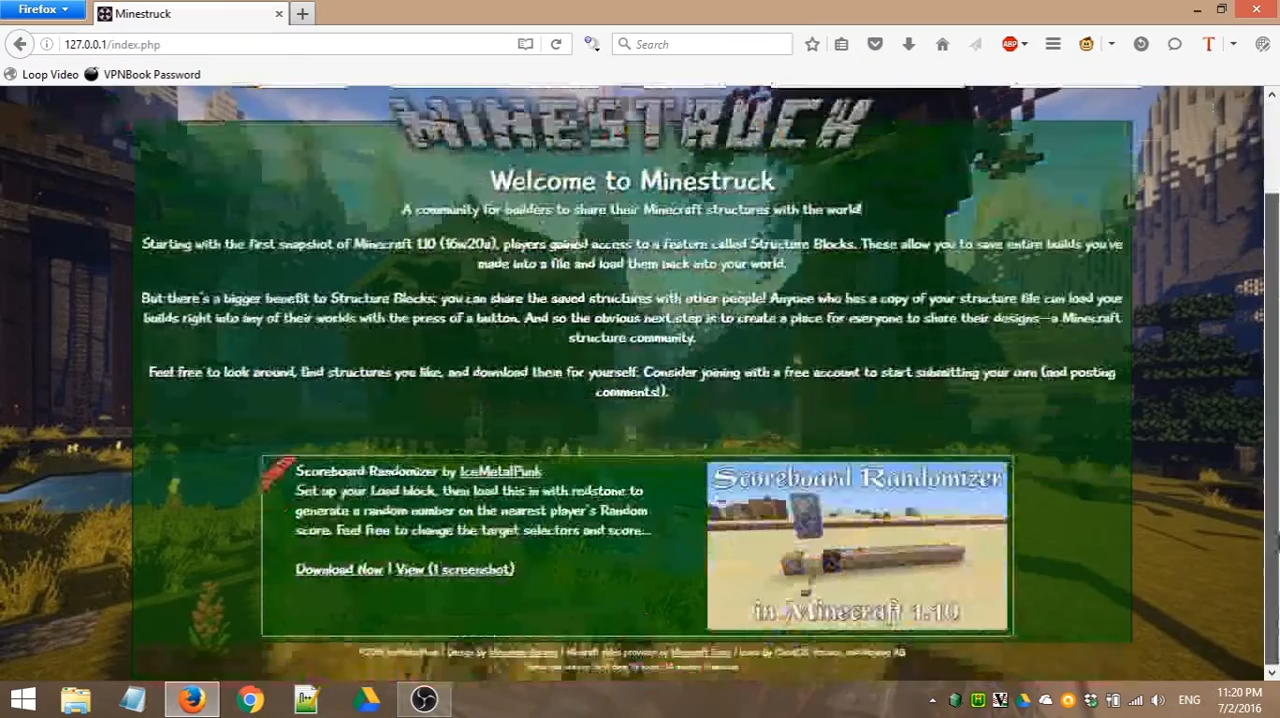 Firefox
Minestruck
127.0.0.1/index.php
Search
ABP
Loop Video
VPNBook Password
MINESTRUCK
Welcome to Minestruck
A community for builders to share their Minecraft structures with the world!
Starting with the first snapshot of Minecraft 1.10 (16w20a), players gained access to a feature called Structure Blocks. These allow you to save entire builds you've
made into a file and load them back into your world.
But there's a bigger benefit to Structure Blocks: you can share the saved structures with other people! Anyone who has a copy of your structure file can load your
builds right into any of their worlds with the press of a button. And so the obvious next step is to create a place for everyone to share their designs—a Minecraft
structure community.
Feel free to look around, find structures you like, and download them for yourself. Consider joining with a free account to start submitting your own (and posting
comments!).
Scoreboard Randomizer by IceMetalPunk
Set up your Load block, then load this in with redstone to
generate a random number on the nearest player's Random
score. Feel free to change the target selectors and score...
Download Now | View (1 screenshot)
Scoreboard Randomizer
in Minecraft 1.10
ENG
11:20 PM
7/2/2016